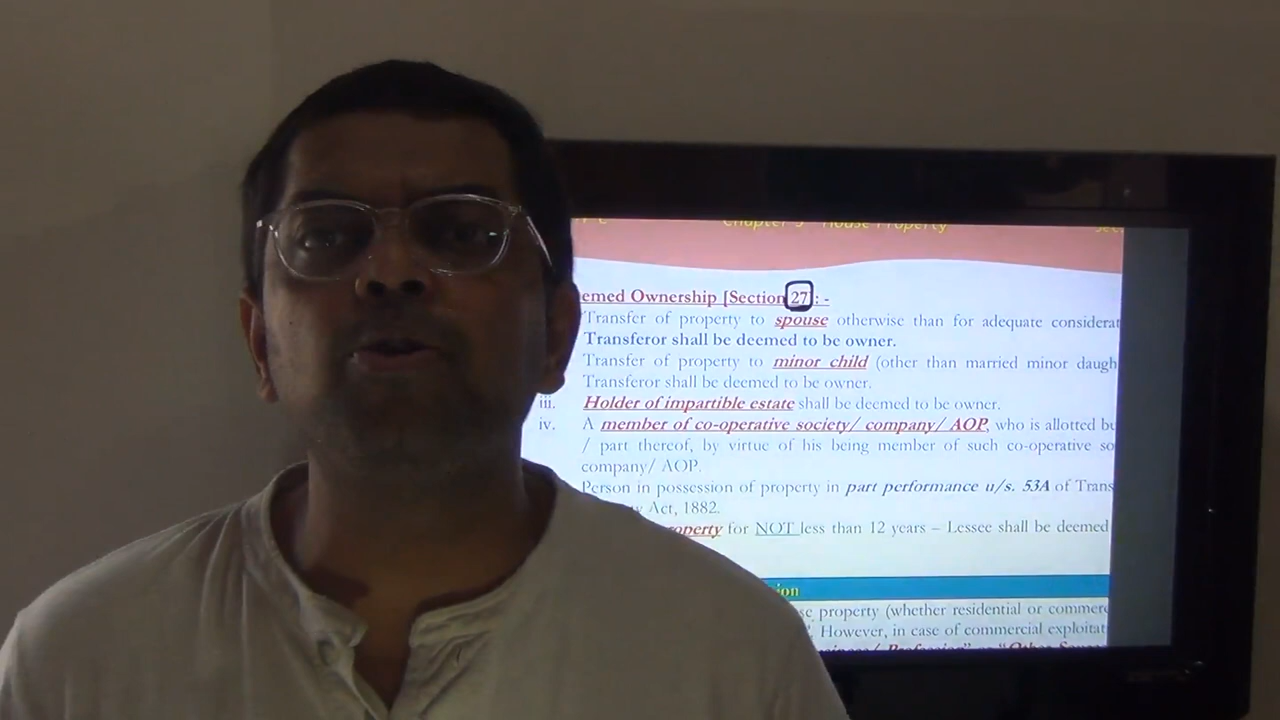 Chapter 3 - House Property
emed Ownership [Section 27] : -
Transfer of property to spouse otherwise than for adequate considerat
Transferor shall be deemed to be owner.
Transfer of property to minor child (other than married minor daugh
Transferor shall be deemed to be owner.
iii. Holder of impartible estate shall be deemed to be owner.
iv. A member of co-operative society/ company/ AOP, who is allotted bu
/ part thereof, by virtue of his being member of such co-operative so
company/ AOP.
Person in possession of property in part performance u/s. 53A of Trans
y Act, 1882.
operty for NOT less than 12 years – Lessee shall be deemed
ion
se property (whether residential or commerc
. However, in case of commercial exploitat